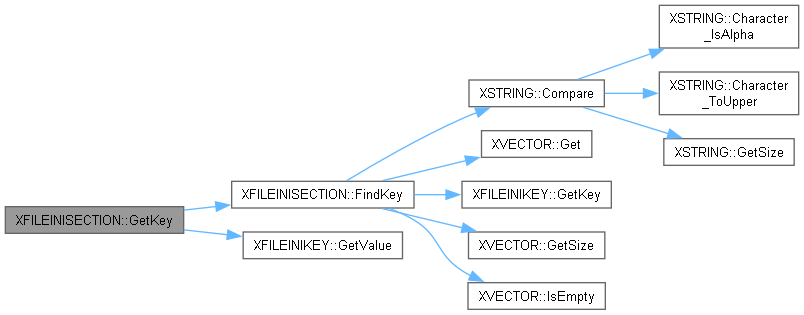 XSTRING::Character
_IsAlpha
XSTRING::Compare
XSTRING::Character
_ToUpper
XVECTOR::Get
XSTRING::GetSize
XFILEINISECTION::FindKey
XFILEINIKEY::GetKey
XFILEINISECTION::GetKey
XFILEINIKEY::GetValue
XVECTOR::GetSize
XVECTOR::IsEmpty